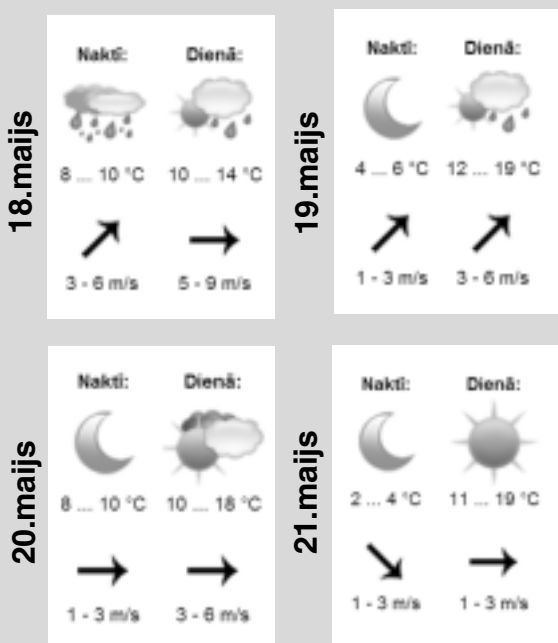 18.maijs
Naktī: Dienā:
8 ... 10 °C 10 ... 14 °C
3 - 6 m/s 5 - 9 m/s
19.maijs
Naktī: Dienā:
4 ... 6 °C 12 ... 19 °C
1 - 3 m/s 3 - 6 m/s
20.maijs
Naktī: Dienā:
8 ... 10 °C 10 ... 18 °C
1 - 3 m/s 3 - 6 m/s
21.maijs
Naktī: Dienā:
2 ... 4 °C 11 ... 19 °C
1 - 3 m/s 1 - 3 m/s